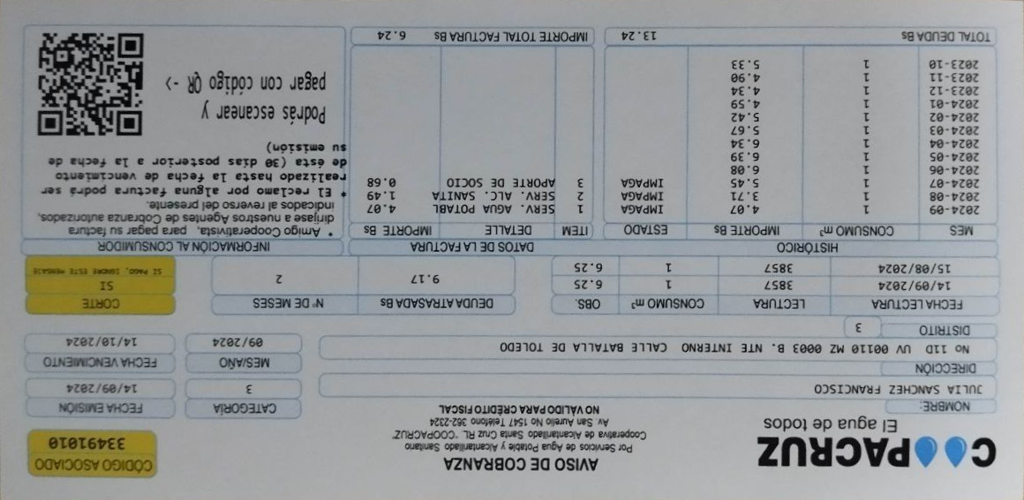 COOPACRUZ
El agua de todos
AVISO DE COBRANZA
Por Servicios de Agua y Potable y Alcantarillado Sanitario
Cooperativa de Alcantarillado Santa Cruz RL. "COOPACRUZ"
Av. San Aurelio No 1547 Teléfono 362-2324
NO VÁLIDO PARA CRÉDITO FISCAL
CÓDIGO ASOCIADO
33491010
NOMBRE:
JULIA SANCHEZ FRANCISCO
CATEGORÍA
3
FECHA EMISIÓN
14/09/2024
DIRECCIÓN
No 11D UV 00110 MZ 0003 B. NTE INTERNO CALLE BATALLA DE TOLEDO
MES/AÑO
09/2024
FECHA VENCIMIENTO
14/10/2024
DISTRITO 3
FECHA LECTURA LECTURA CONSUMO m³ OBS.
14/09/2024 3857 1 6.25
15/08/2024 3857 1 6.25
DEUDA ATRASADA Bs Nº DE MESES
9.17 2
CORTE
SI
SI PAGO, IGNORE ESTE MENSAJE
HISTÓRICO
MES CONSUMO m³ IMPORTE Bs ESTADO
2024-09 1 4.07 IMPAGA
2024-08 1 3.71 IMPAGA
2024-07 1 5.45 IMPAGA
2024-06 1 6.08
2024-05 1 6.39
2024-04 1 6.34
2024-03 1 5.67
2024-02 1 5.42
2024-01 1 4.59
2023-12 1 4.34
2023-11 1 4.90
2023-10 1 5.33
TOTAL DEUDA Bs 13.24
DATOS DE LA FACTURA
ITEM DETALLE IMPORTE Bs
1 SERV. AGUA POTABL 4.07
2 SERV. ALC. SANITA 1.49
3 APORTE DE SOCIO 0.68
IMPORTE TOTAL FACTURA Bs 6.24
INFORMACIÓN AL CONSUMIDOR
* Amigo Cooperativista, para pagar su factura
diríjase a nuestros Agentes de Cobranza autorizados,
indicados al reverso del presente.
* El reclamo por alguna factura podrá ser
realizado hasta la fecha de vencimiento
de ésta (30 días posterior a la fecha de
su emisión)
Podrás escanear y
pagar con código QR ->